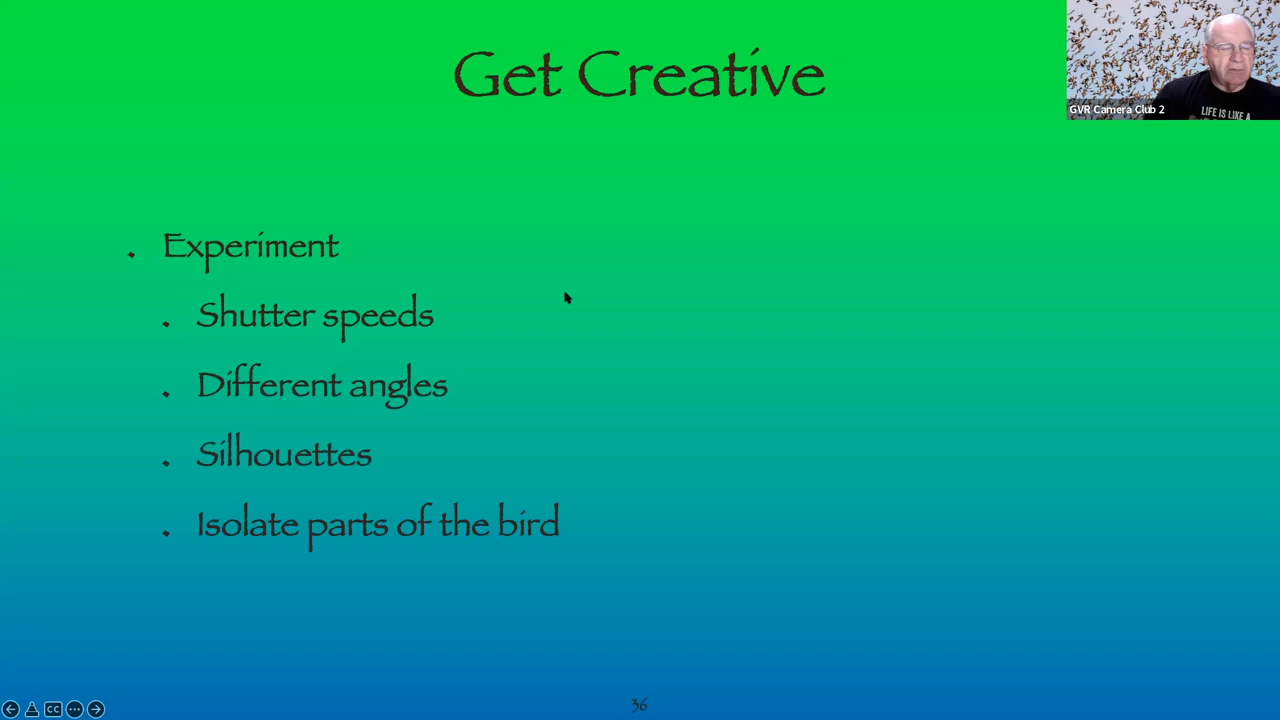 Get Creative
GVR Camera Club 2
LIFE IS LIKE A
. Experiment
. Shutter speeds
. Different angles
. Silhouettes
. Isolate parts of the bird
CC
36